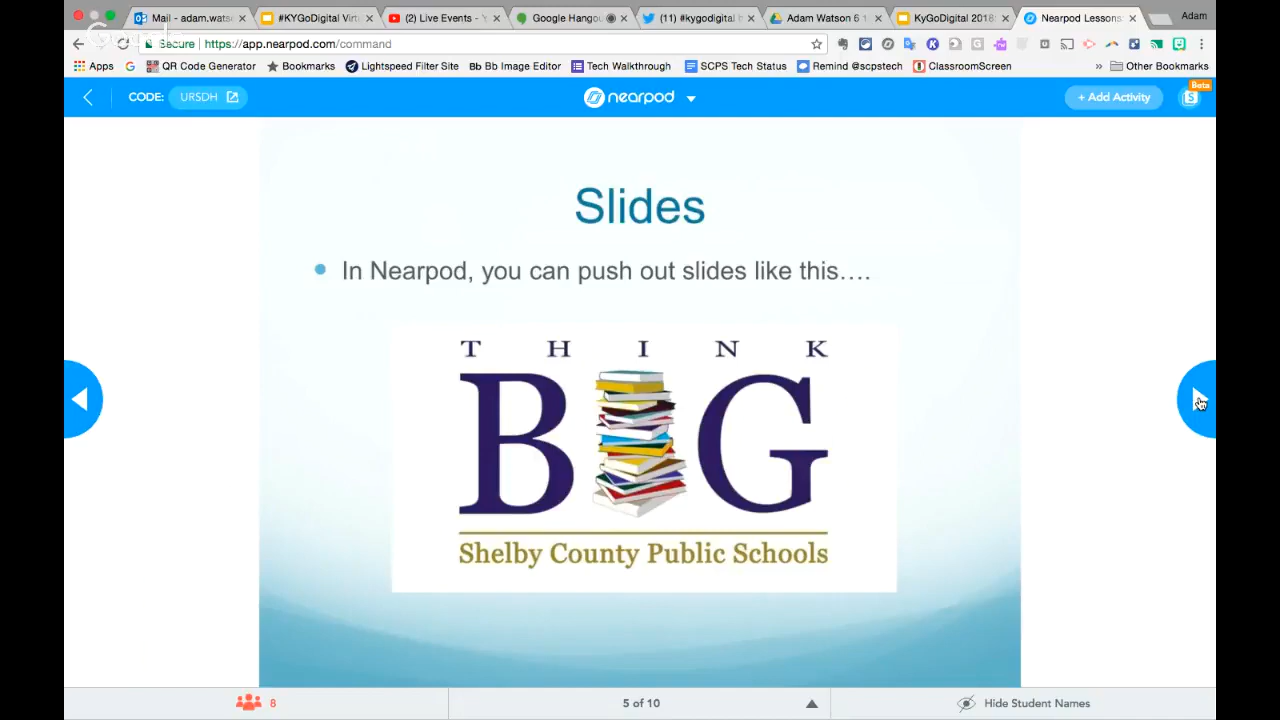 Mail - adam.wats
#KYGoDigital Virt
(2) Live Events - Y
Google Hangou
(11) #kygodigital
Adam Watson 6 1
KyGoDigital 2018
Nearpod Lessons
Adam
Google
Secure
https://app.nearpod.com/command
Apps
QR Code Generator
Bookmarks
Lightspeed Filter Site
Bb Bb Image Editor
Tech Walkthrough
SCPS Tech Status
Remind @scpstech
ClassroomScreen
»
Other Bookmarks
CODE:
URSDH
nearpod
+ Add Activity
Beta
S
Slides
• In Nearpod, you can push out slides like this….
T H I N K
B G
Shelby County Public Schools
8
5 of 10
Hide Student Names